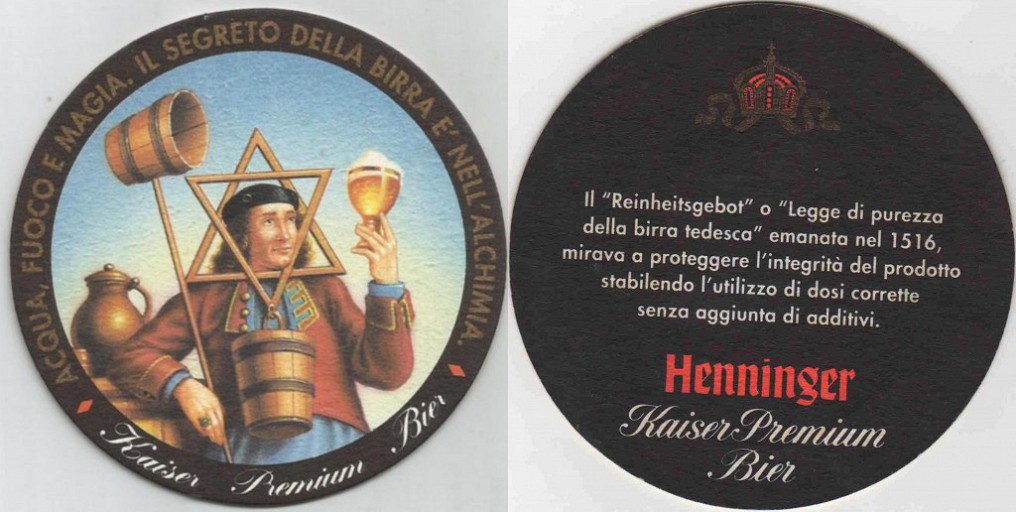 ACQUA, FUOCO E MAGIA. IL SEGRETO DELLA BIRRA E' NELL'ALCHIMIA.
Kaiser Premium Bier
Il "Reinheitsgebot" o "Legge di purezza
della birra tedesca" emanata nel 1516,
mirava a proteggere l'integrità del prodotto
stabilendo l'utilizzo di dosi corrette
senza aggiunta di additivi.
Henninger
Kaiser Premium
Bier